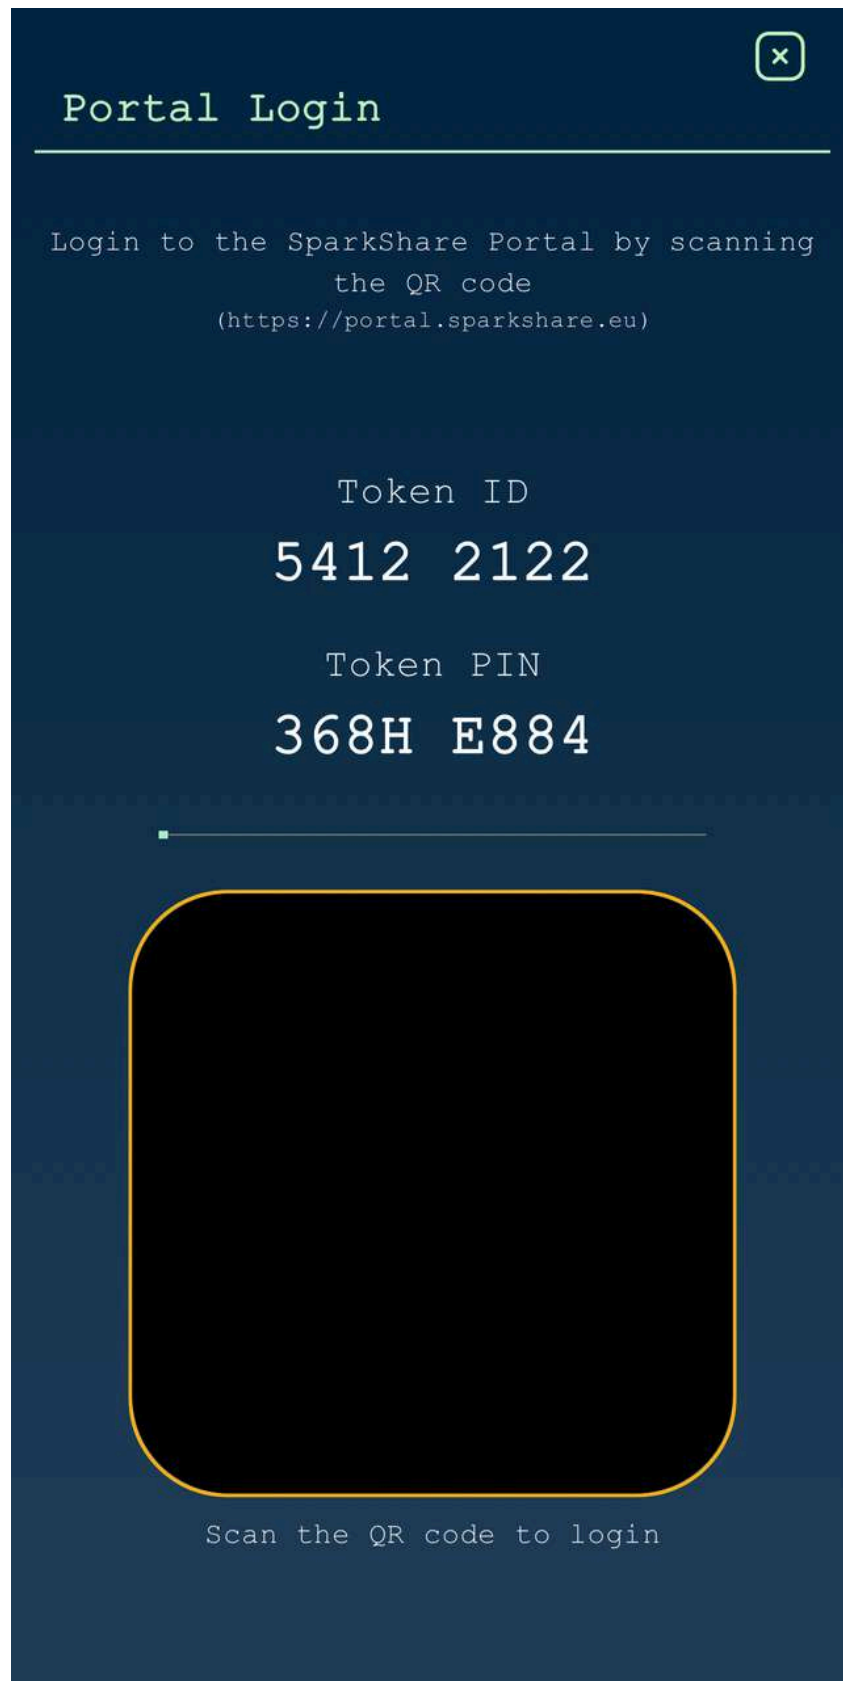 Portal Login
Login to the SparkShare Portal by scanning
the QR code
(https://portal.sparkshare.eu)
Token ID
5412 2122
Token PIN
368H E884
Scan the QR code to login